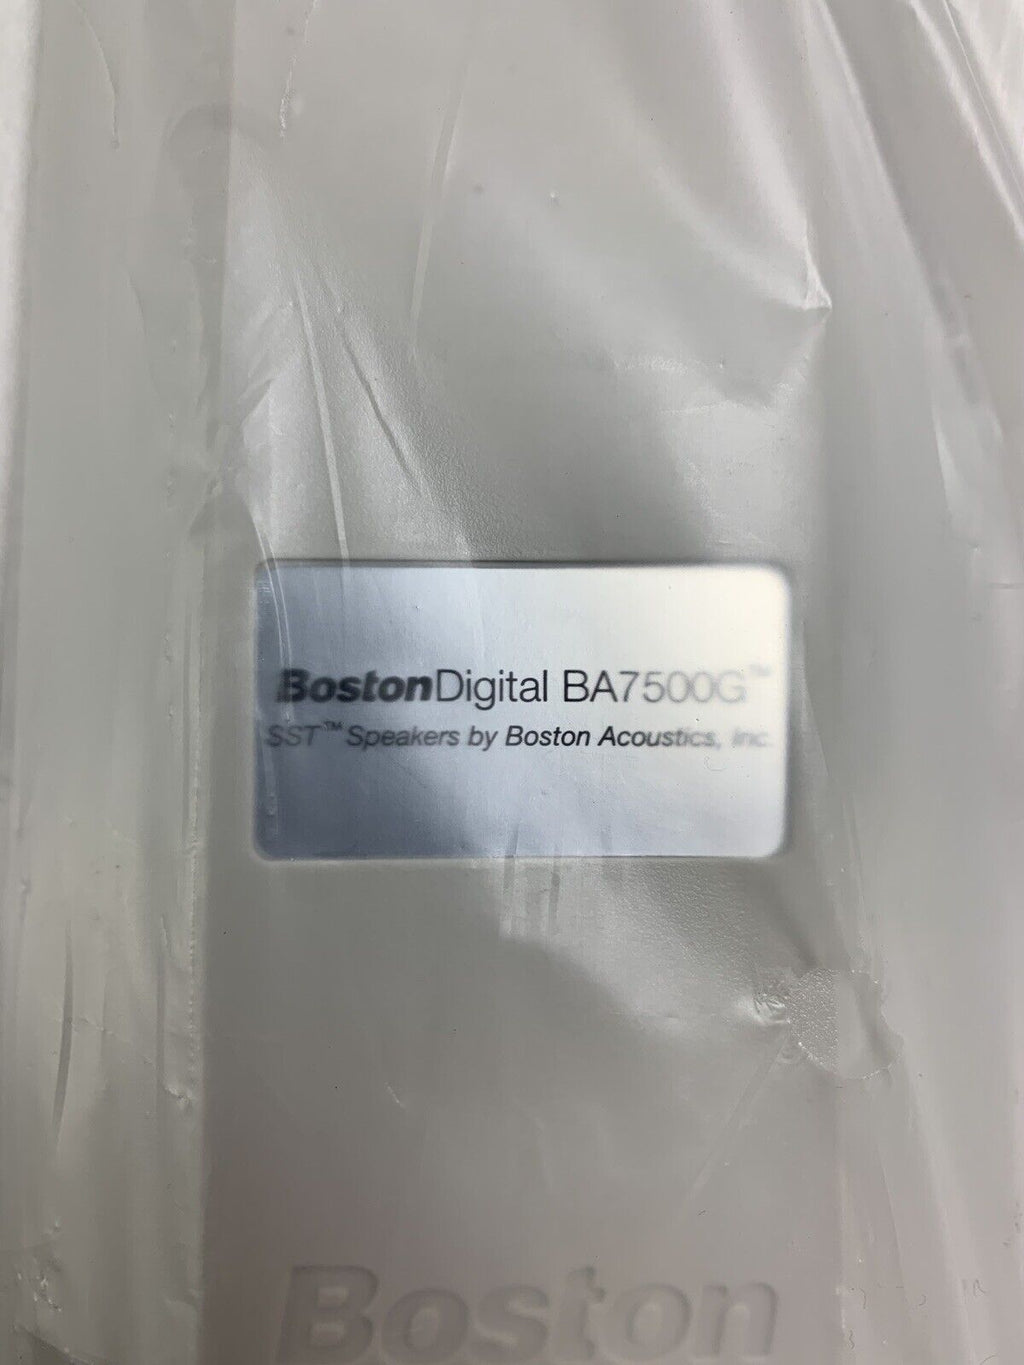 BostonDigital BA7500G™
SST™ Speakers by Boston Acoustics, Inc.
Boston